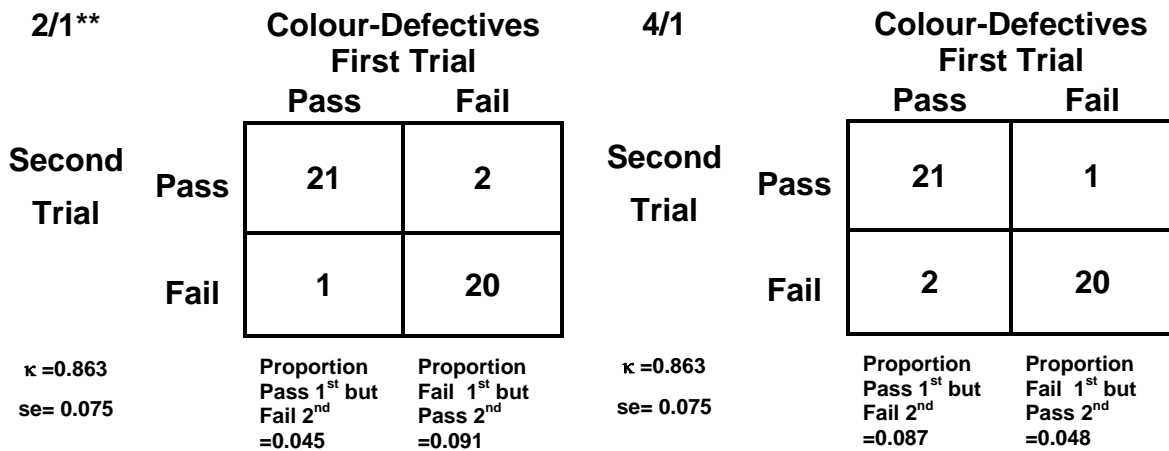 2/1**
Colour-Defectives
First Trial
Pass Fail
Second
Trial
Pass 21 2
Fail 1 20
κ =0.863
se= 0.075
Proportion
Pass 1st but
Fail 2nd
=0.045
Proportion
Fail 1st but
Pass 2nd
=0.091
4/1
Colour-Defectives
First Trial
Pass Fail
Second
Trial
Pass 21 1
Fail 2 20
κ =0.863
se= 0.075
Proportion
Pass 1st but
Fail 2nd
=0.087
Proportion
Fail 1st but
Pass 2nd
=0.048